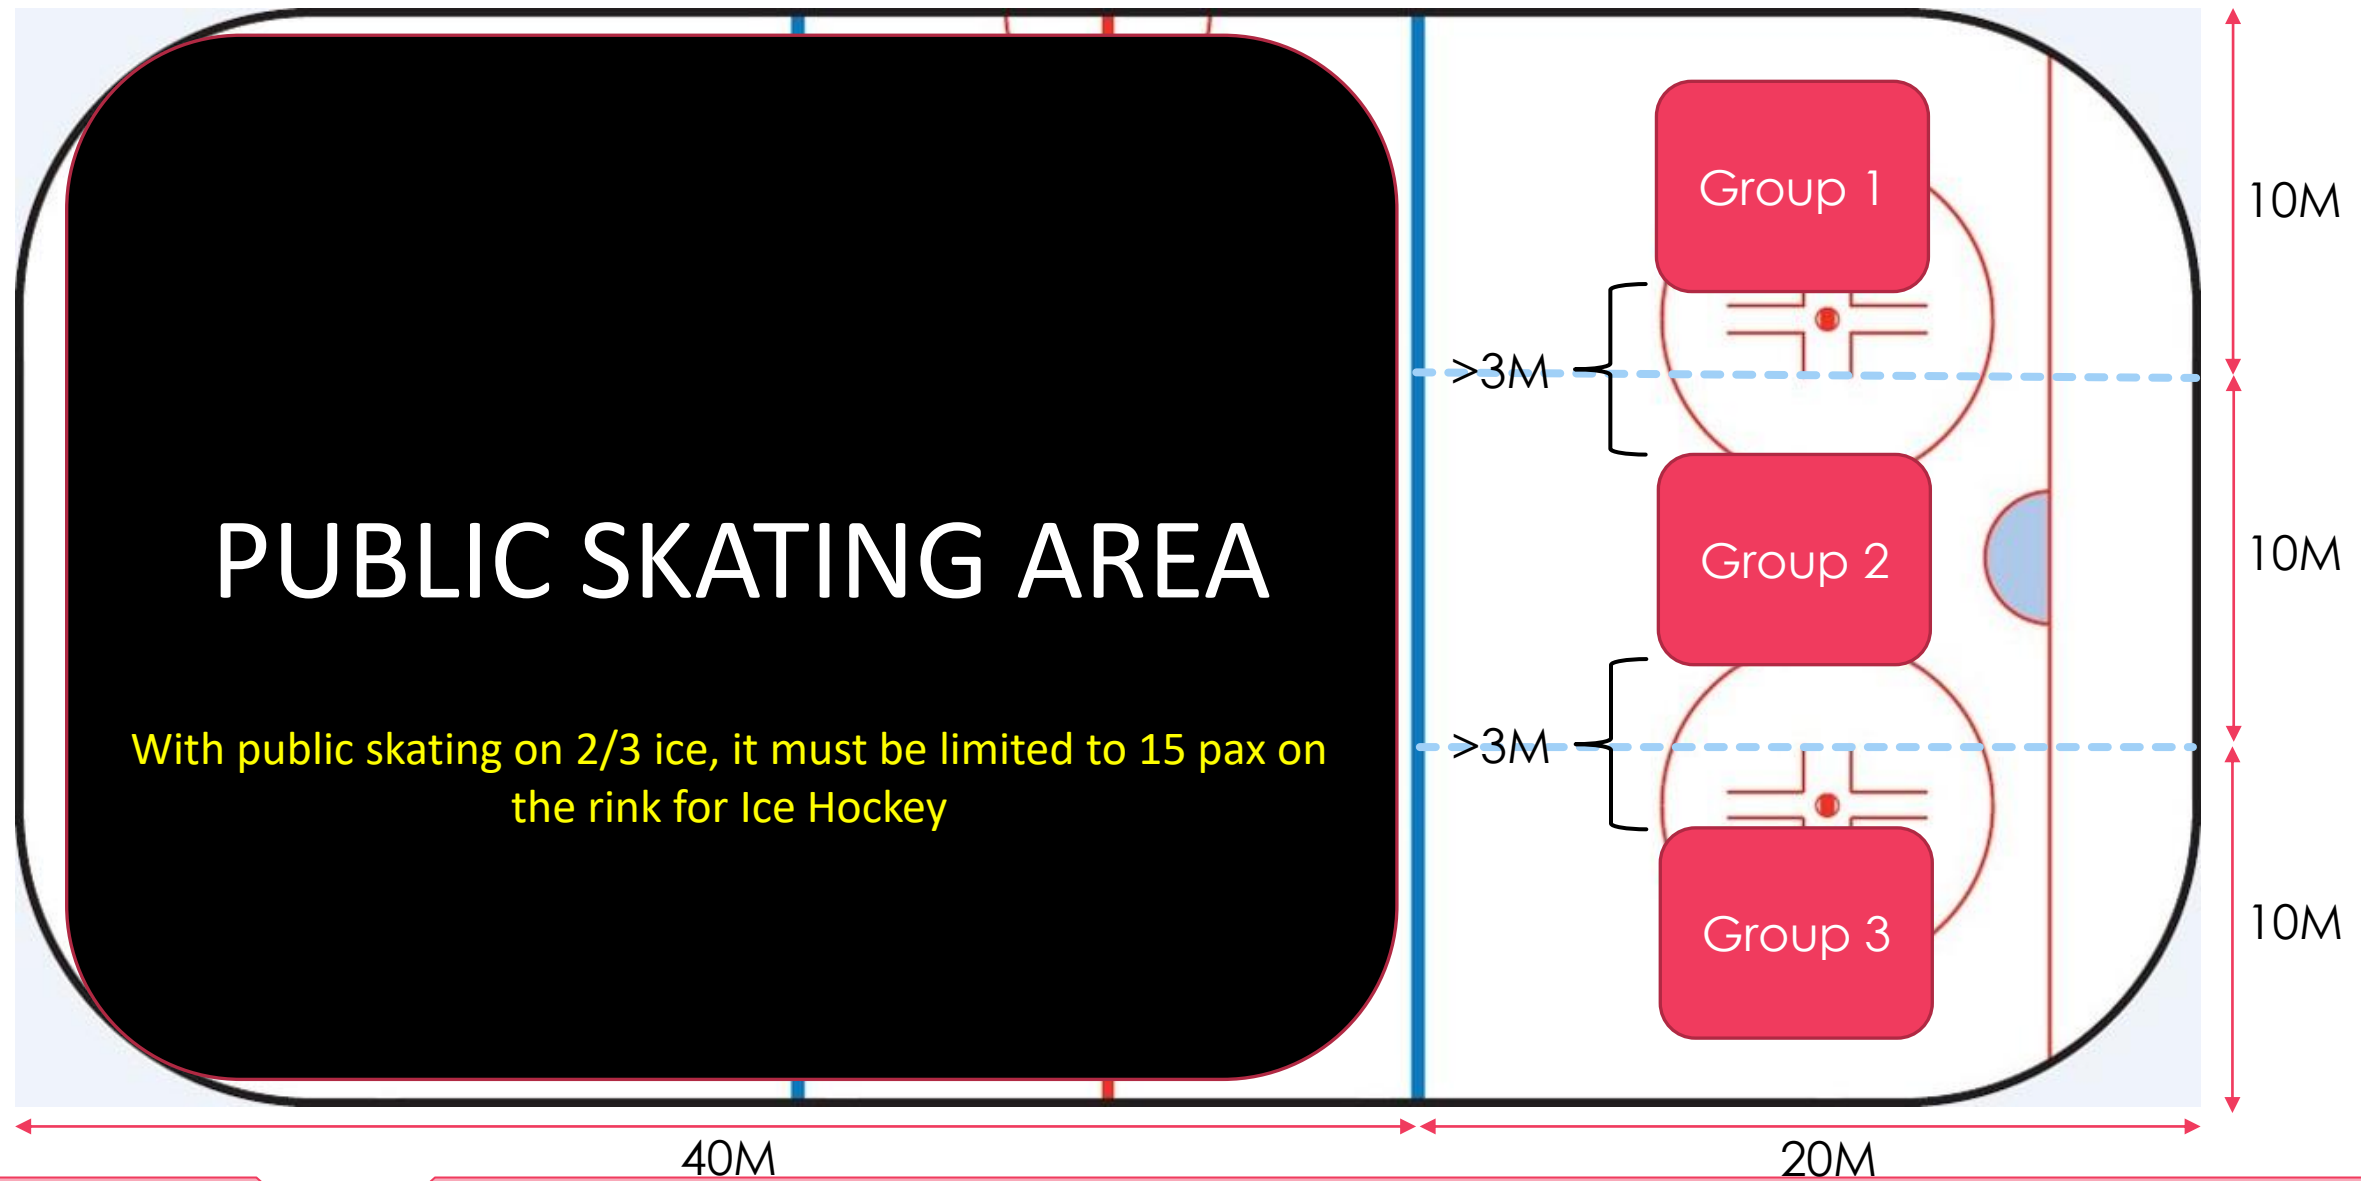 Group 1
10M
>3M
PUBLIC SKATING AREA
Group 2
10M
With public skating on 2/3 ice, it must be limited to 15 pax on
the rink for Ice Hockey
>3M
Group 3
10M
40M
20M